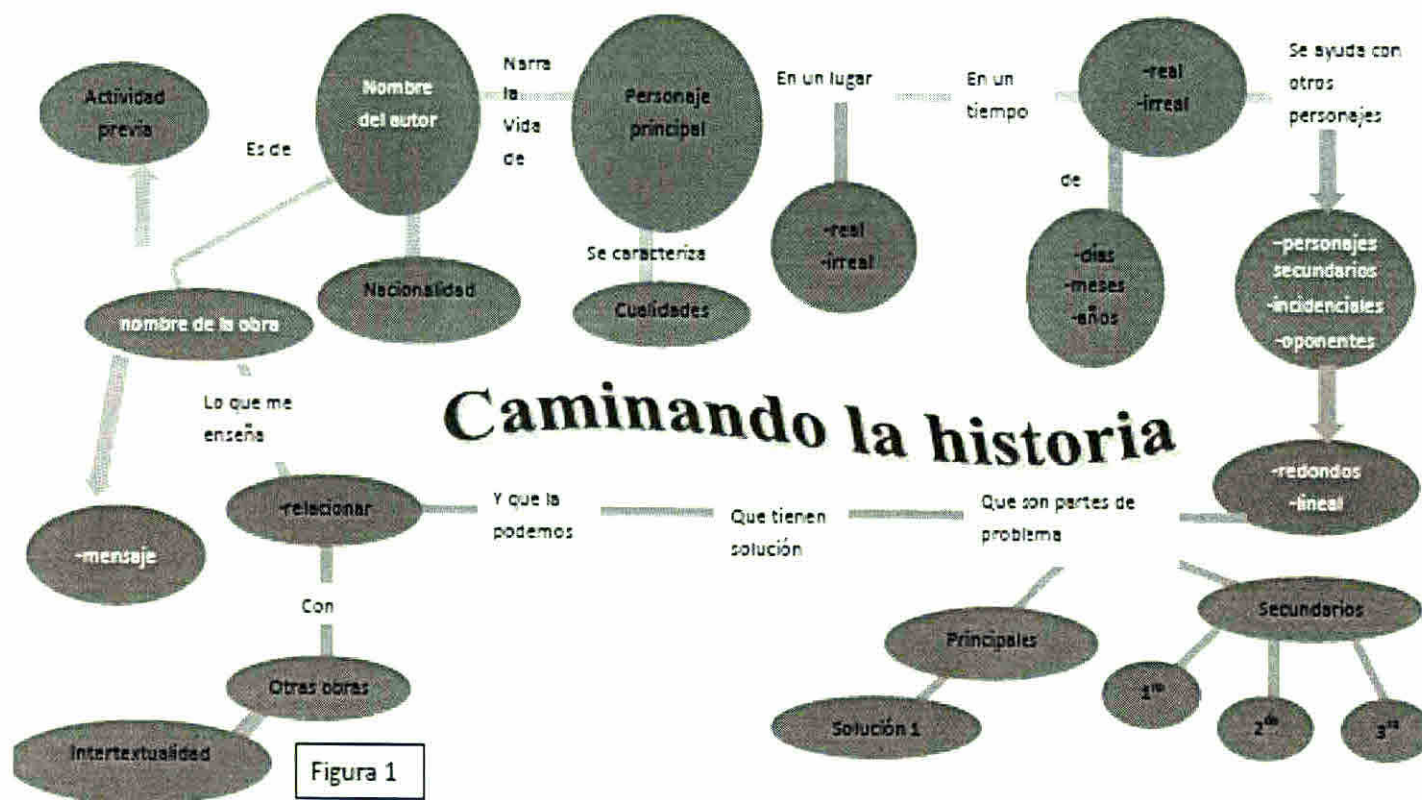 Actividad
previa
Es de
Nombre
del autor
Narra
la
Vida
de
Personaje
principal
En un lugar
En un
tiempo
-real
-irreal
Se ayuda con
otros
personajes
nombre de la obra
Nacionalidad
Se caracteriza
Cualidades
-real
-irreal
de
-días
-meses
-años
-personajes
secundarios
-incidenciales
-oponentes
Lo que me
enseña
Caminando la historia
-redondos
-lineal
-mensaje
-relacionar
Y que la
podemos
Que tienen
solución
Que son partes de
problema
Con
Otras obras
Intertextualidad
Principales
Solución 1
Secundarios
1ro
2do
3ro
Figura 1